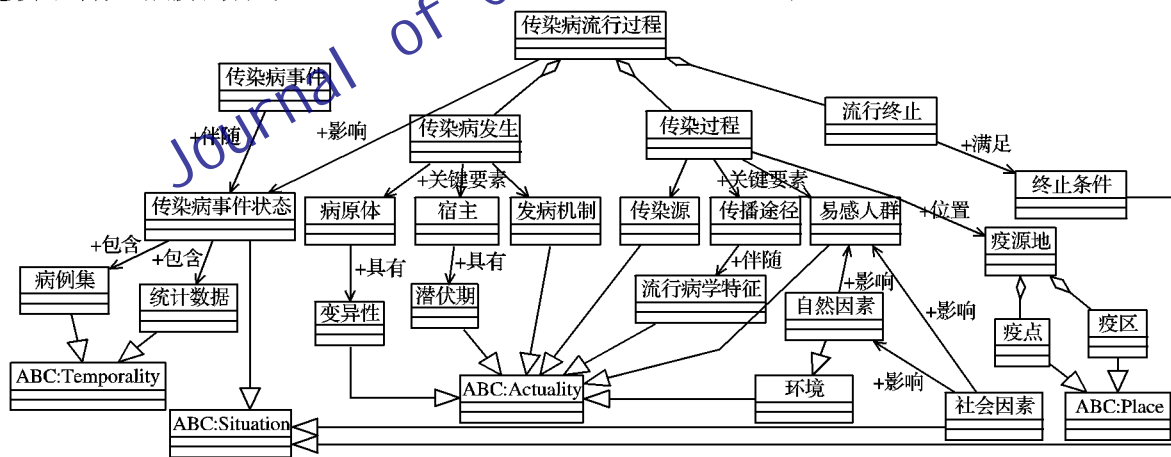 Journal of
传染病流行过程
传染病事件
流行终止
+伴随
+影响
传染病发生
传染过程
+满足
终止条件
+关键要素
+关键要素
传染病事件状态
病原体
宿主
发病机制
传染源
传播途径
易感人群
+位置
疫源地
+包含
+包含
+具有
+具有
+伴随
病例集
统计数据
变异性
潜伏期
流行病学特征
+影响
自然因素
+影响
疫点
疫区
ABC:Temporality
ABC:Actuality
环境
+影响
社会因素
ABC:Place
ABC:Situation